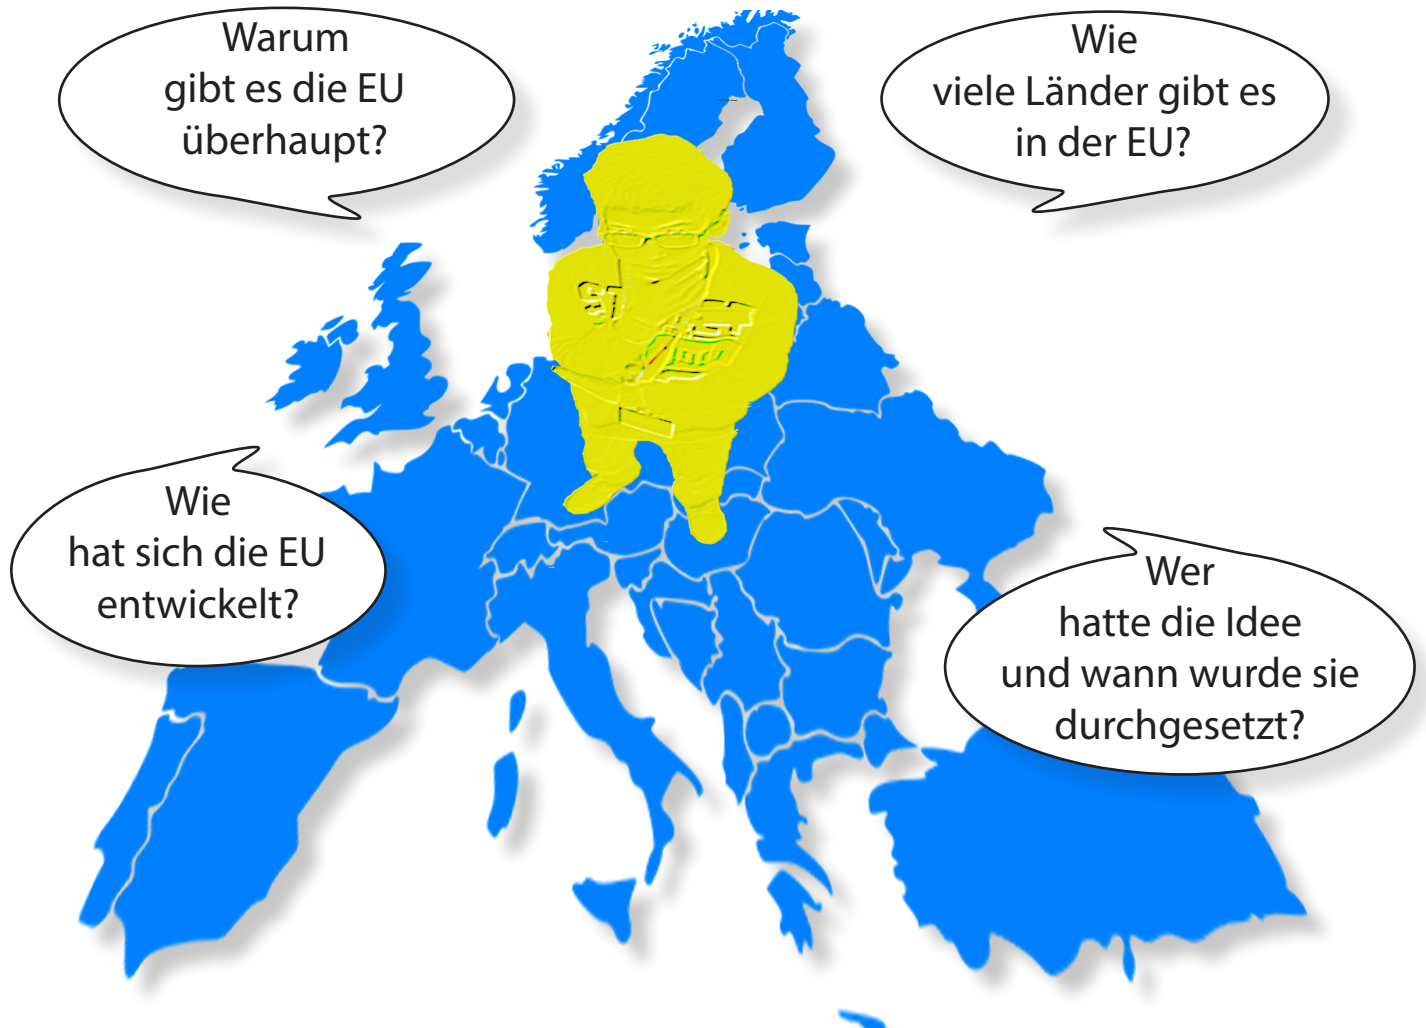 Warum
gibt es die EU
überhaupt?
Wie
viele Länder gibt es
in der EU?
Wie
hat sich die EU
entwickelt?
Wer
hatte die Idee
und wann wurde sie
durchgesetzt?